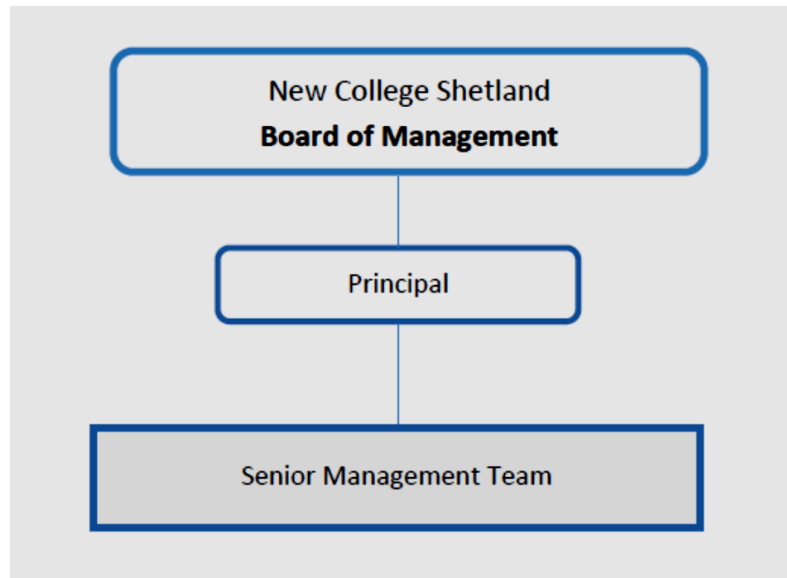 New College Shetland
Board of Management
Principal
Senior Management Team